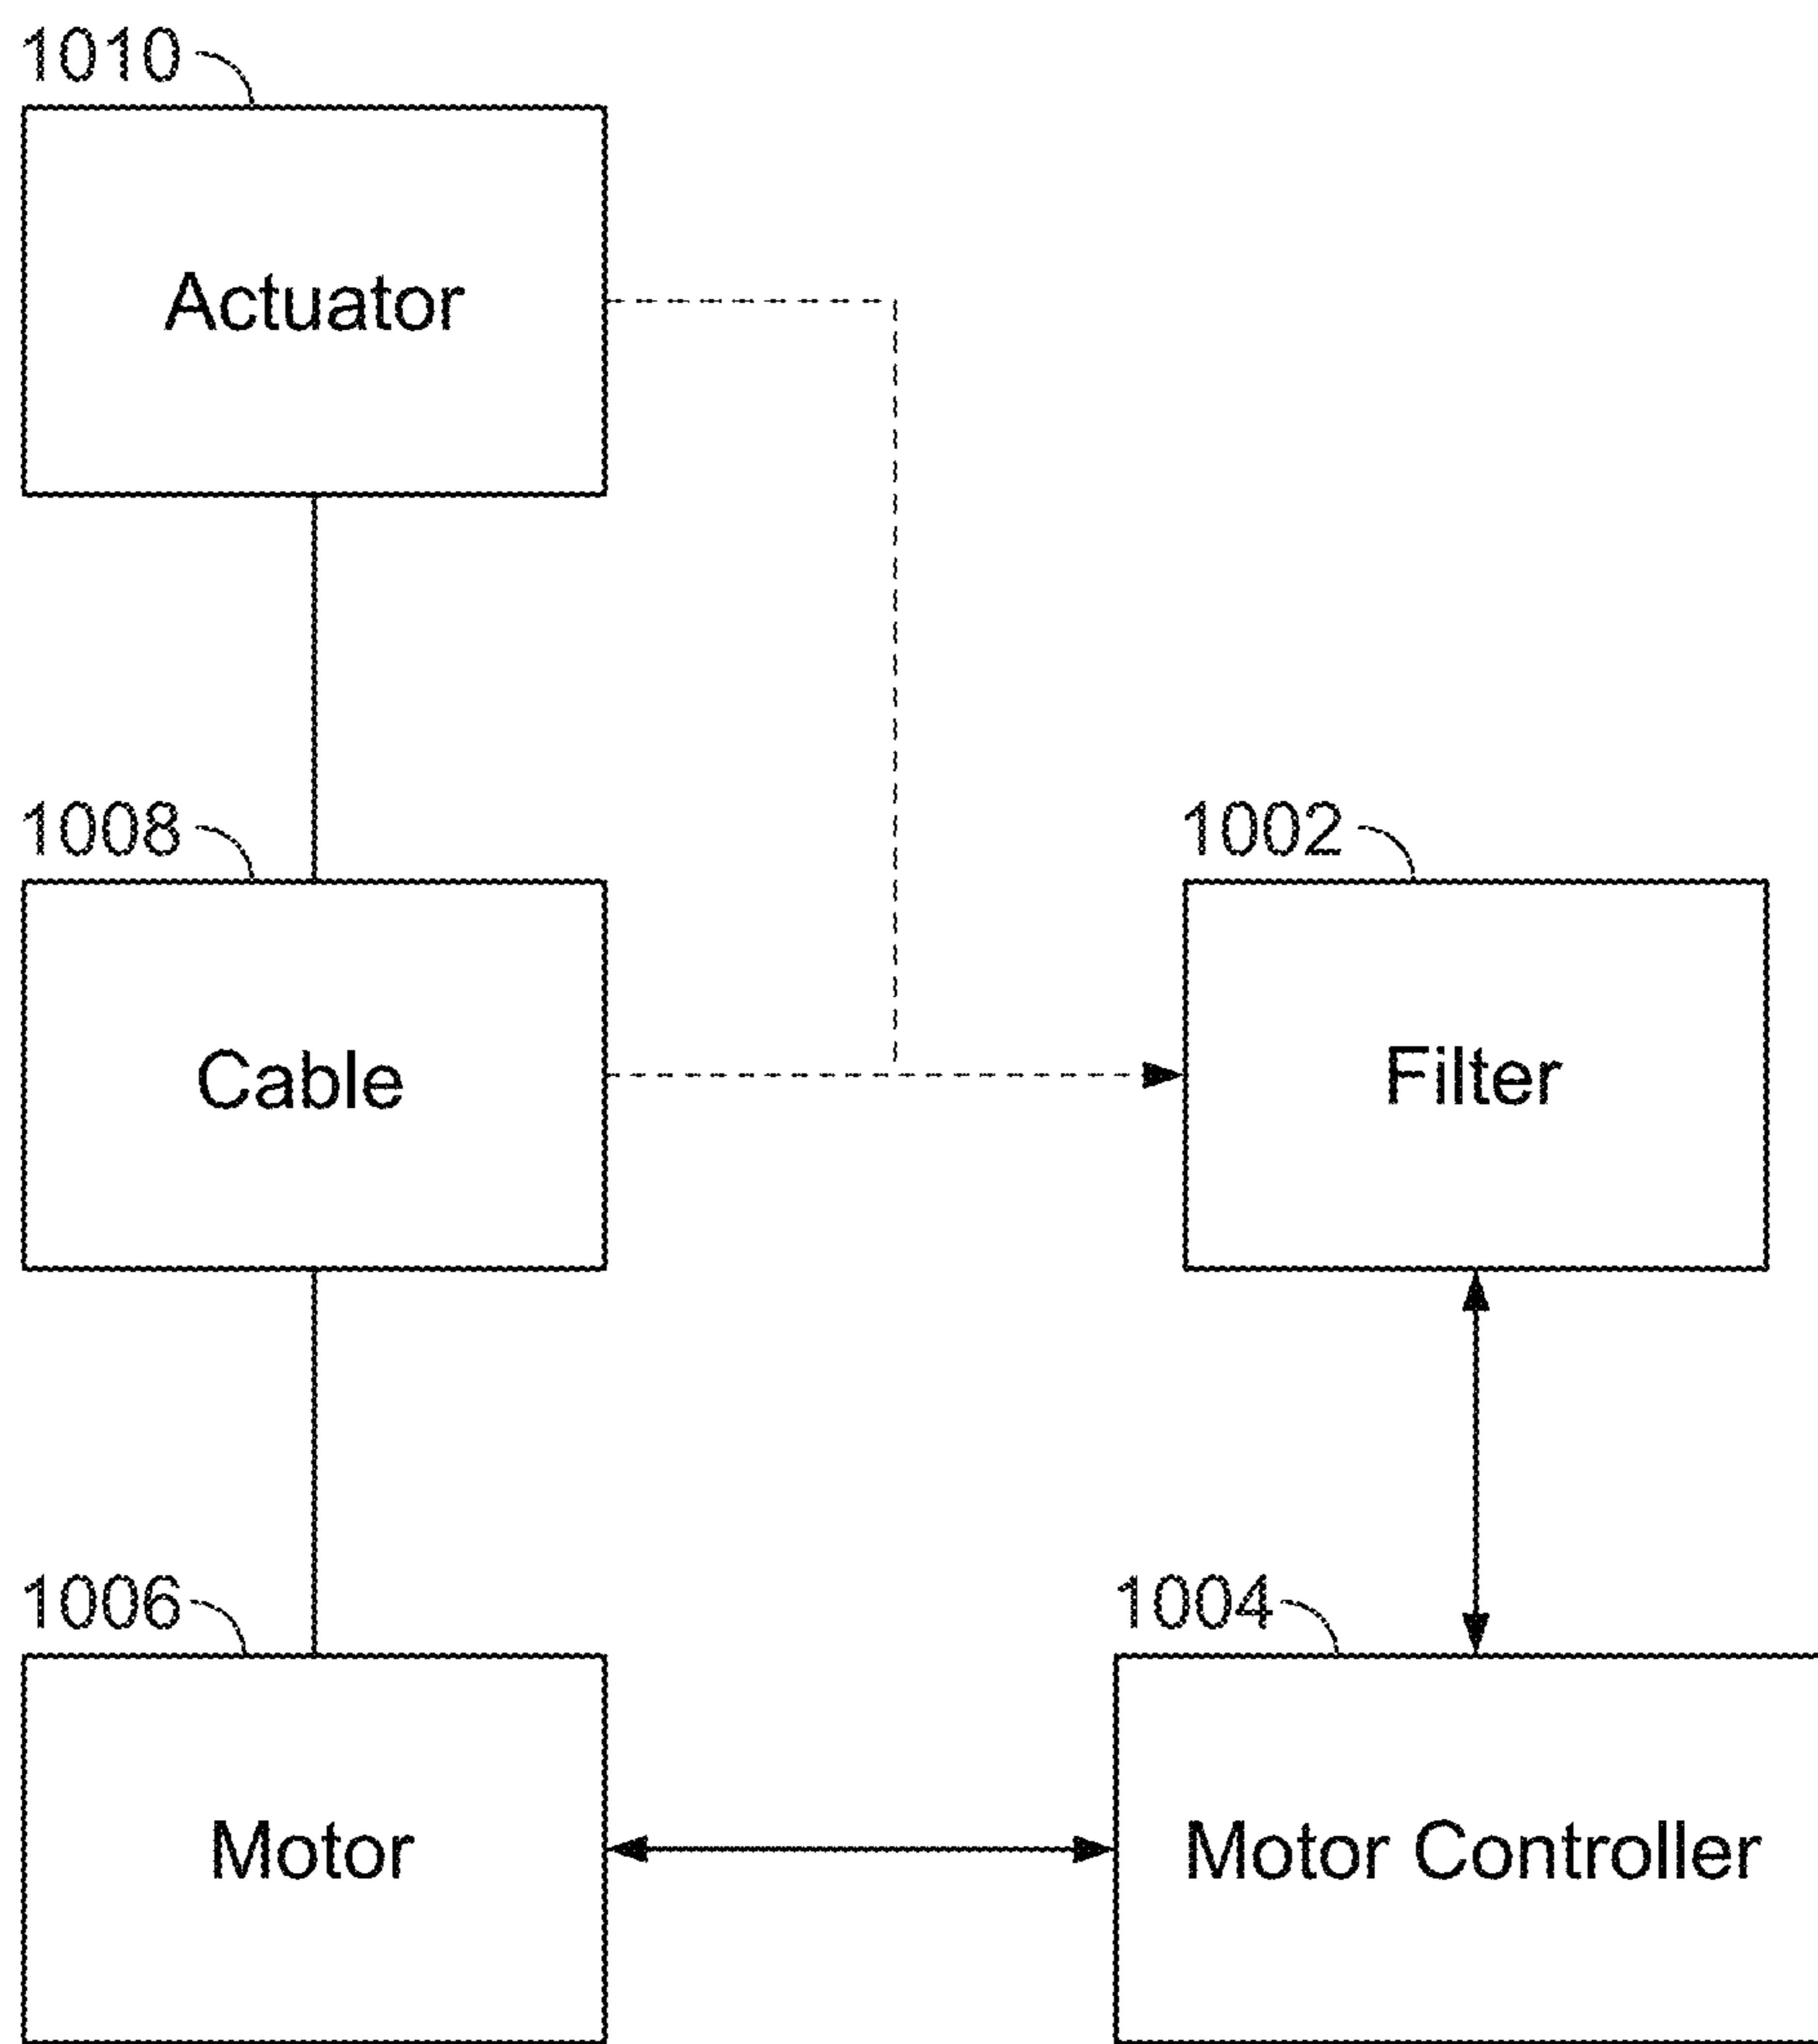 1010
Actuator
1008
1002
Cable
Filter
1006
1004
Motor
Motor Controller